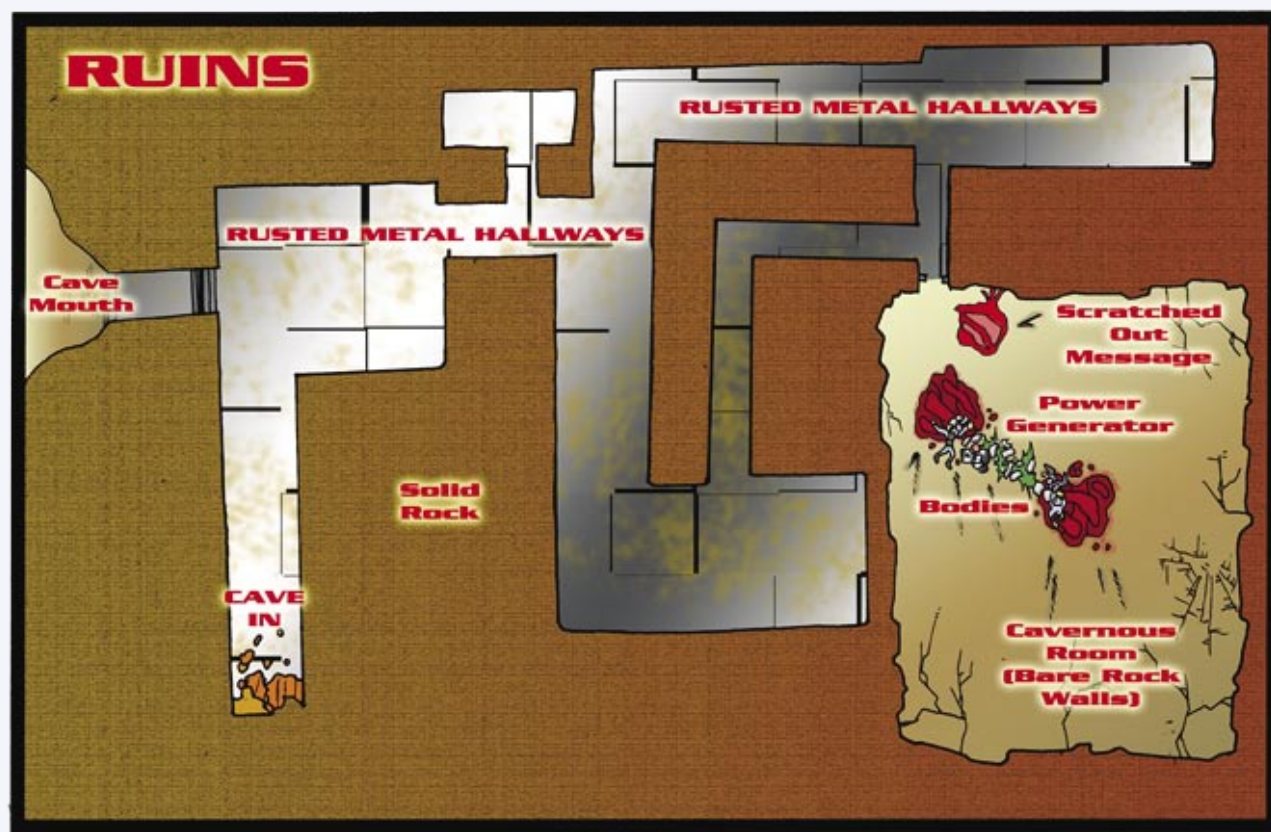 RUINS
RUSTED METAL HALLWAYS
RUSTED METAL HALLWAYS
Cave
Mouth
Scratched
Out
Message
Power
Generator
Bodies
Solid
Rock
CAVE
IN
Cavernous
Room
(Bare Rock
Walls)